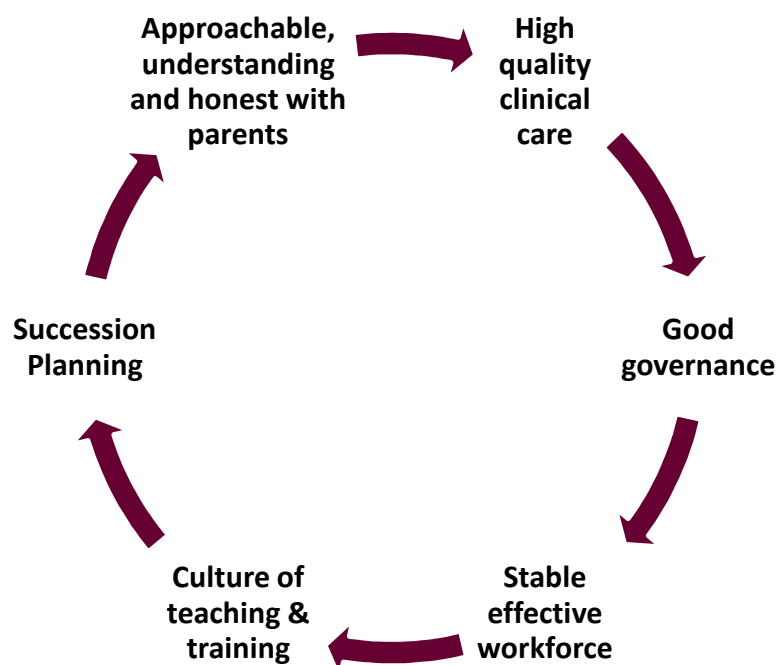 Approachable,
understanding
and honest with
parents
High
quality
clinical
care
Good
governance
Stable
effective
workforce
Culture of
teaching &
training
Succession
Planning